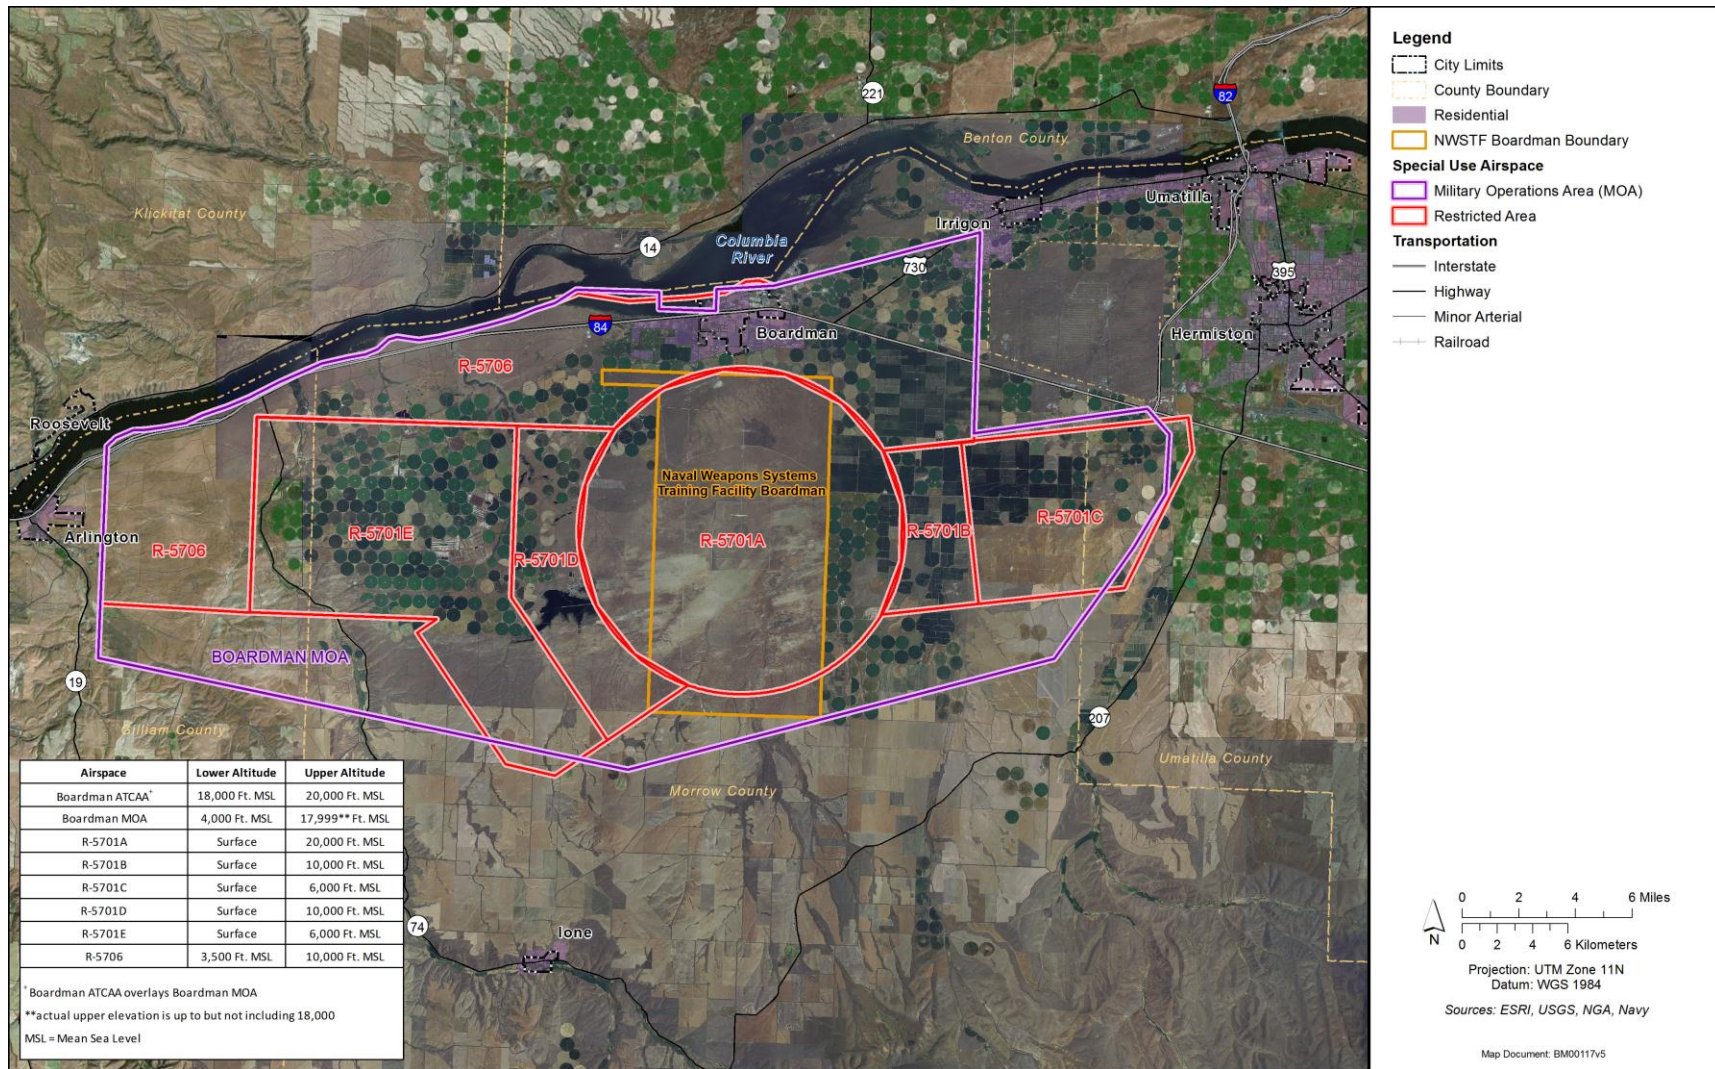 221
82
Benton County
Klickitat County
Umatilla
Irrigon
14
Columbia
River
730
395
84
Boardman
Hermiston
R-5706
Roosevelt
Naval Weapons Systems
Training Facility Boardman
Arlington
R-5706
R-5701E
R-5701D
R-5701A
R-5701B
R-5701C
BOARDMAN MOA
19
207
Gilliam County
Umatilla County
Morrow County
74
Ione
Airspace Lower Altitude Upper Altitude
Boardman ATCAA+ 18,000 Ft. MSL 20,000 Ft. MSL
Boardman MOA 4,000 Ft. MSL 17,999** Ft. MSL
R-5701A Surface 20,000 Ft. MSL
R-5701B Surface 10,000 Ft. MSL
R-5701C Surface 6,000 Ft. MSL
R-5701D Surface 10,000 Ft. MSL
R-5701E Surface 6,000 Ft. MSL
R-5706 3,500 Ft. MSL 10,000 Ft. MSL
+ Boardman ATCAA overlays Boardman MOA
**actual upper elevation is up to but not including 18,000
MSL = Mean Sea Level
Legend
City Limits
County Boundary
Residential
NWSTF Boardman Boundary
Special Use Airspace
Military Operations Area (MOA)
Restricted Area
Transportation
Interstate
Highway
Minor Arterial
Railroad
0 2 4 6 Miles
0 2 4 6 Kilometers
N
Projection: UTM Zone 11N
Datum: WGS 1984
Sources: ESRI, USGS, NGA, Navy
Map Document: BM00117v5